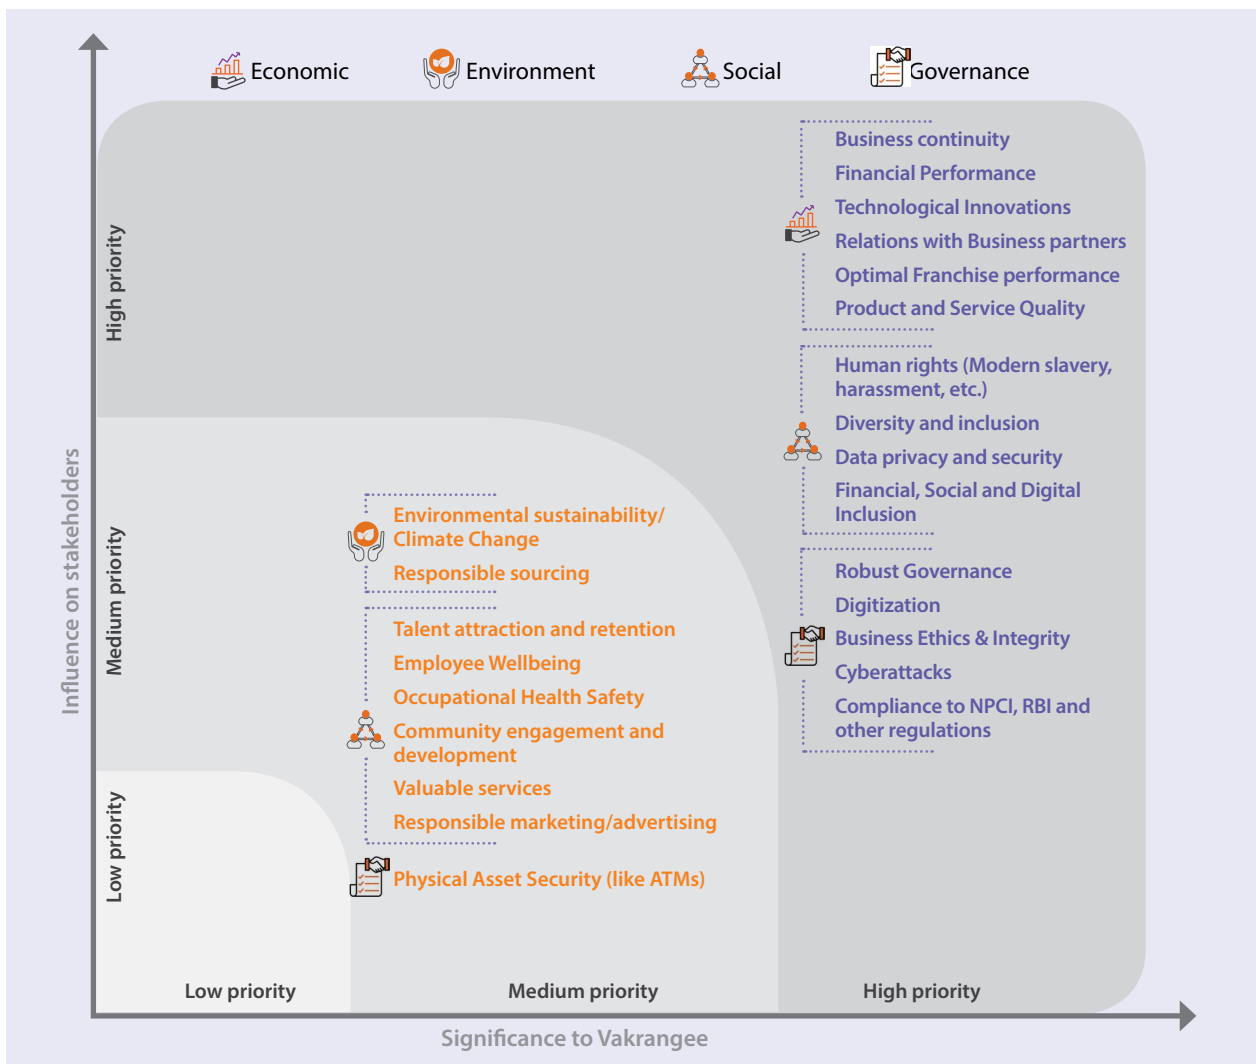 Economic
Environment
Social
Governance
Business continuity
Financial Performance
Technological Innovations
Relations with Business partners
Optimal Franchise performance
Product and Service Quality
Human rights (Modern slavery,
harassment, etc.)
Diversity and inclusion
Data privacy and security
Financial, Social and Digital
Inclusion
Robust Governance
Digitization
Business Ethics & Integrity
Cyberattacks
Compliance to NPCI, RBI and
other regulations
Environmental sustainability/
Climate Change
Responsible sourcing
Talent attraction and retention
Employee Wellbeing
Occupational Health Safety
Community engagement and
development
Valuable services
Responsible marketing/advertising
Physical Asset Security (like ATMs)
High priority
Medium priority
Low priority
Influence on stakeholders
Low priority
Medium priority
High priority
Significance to Vakrangee